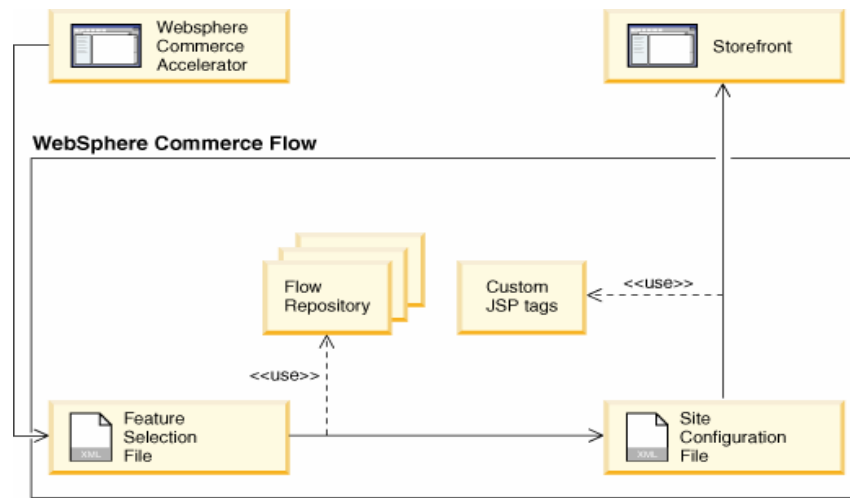 Websphere
Commerce
Accelerator
Storefront
WebSphere Commerce Flow
Flow
Repository
Custom
JSP tags
<<use>>
<<use>>
XML
Feature
Selection
File
XML
Site
Configuration
File